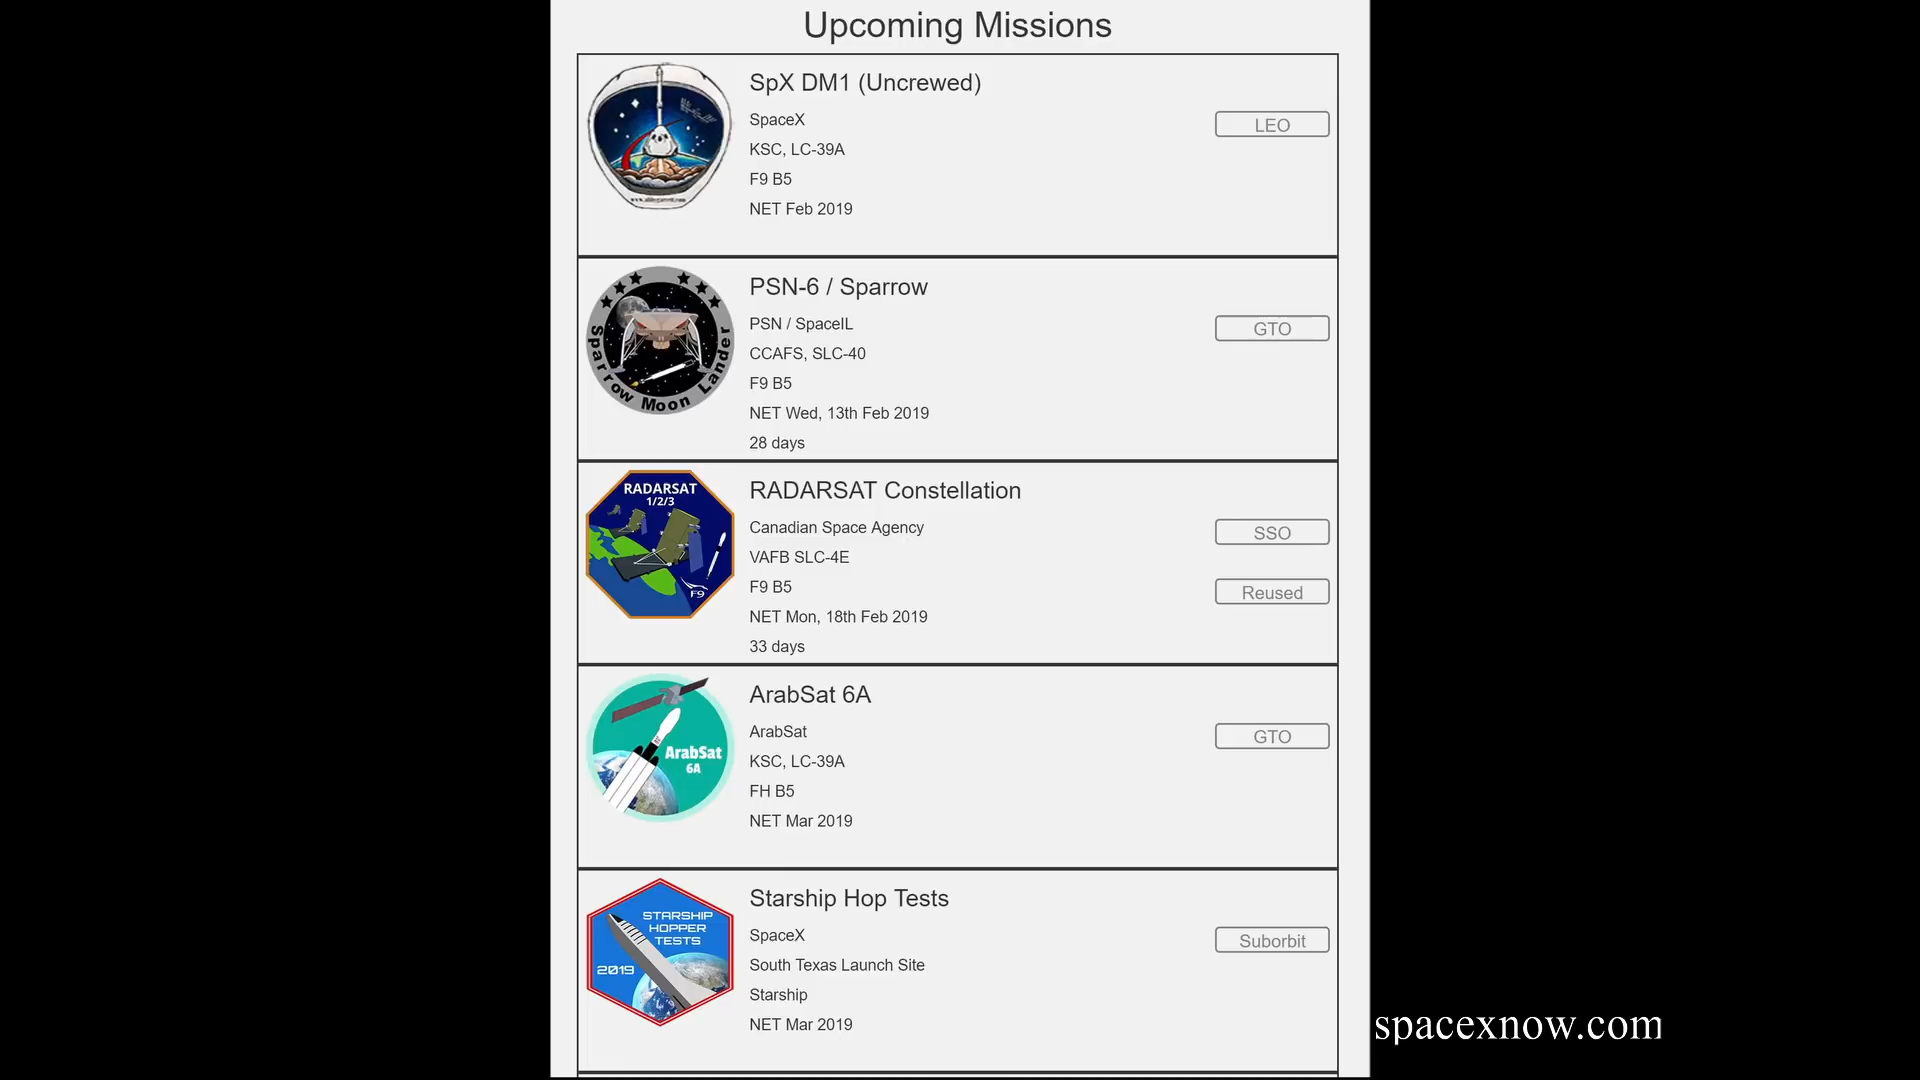 Upcoming Missions
SpX DM1 (Uncrewed)
SpaceX
LEO
KSC, LC-39A
F9 B5
NET Feb 2019
PSN-6 / Sparrow
PSN / SpaceIL
GTO
CCAFS, SLC-40
F9 B5
NET Wed, 13th Feb 2019
28 days
Sparrow Moon Lander
RADARSAT Constellation
Canadian Space Agency
SSO
VAFB SLC-4E
F9 B5
Reused
NET Mon, 18th Feb 2019
33 days
RADARSAT
1/2/3
F9
ArabSat 6A
ArabSat
GTO
KSC, LC-39A
FH B5
NET Mar 2019
ArabSat
6A
Starship Hop Tests
SpaceX
Suborbit
South Texas Launch Site
Starship
NET Mar 2019
STARSHIP
HOPPER
TESTS
2019
spacexnow.com